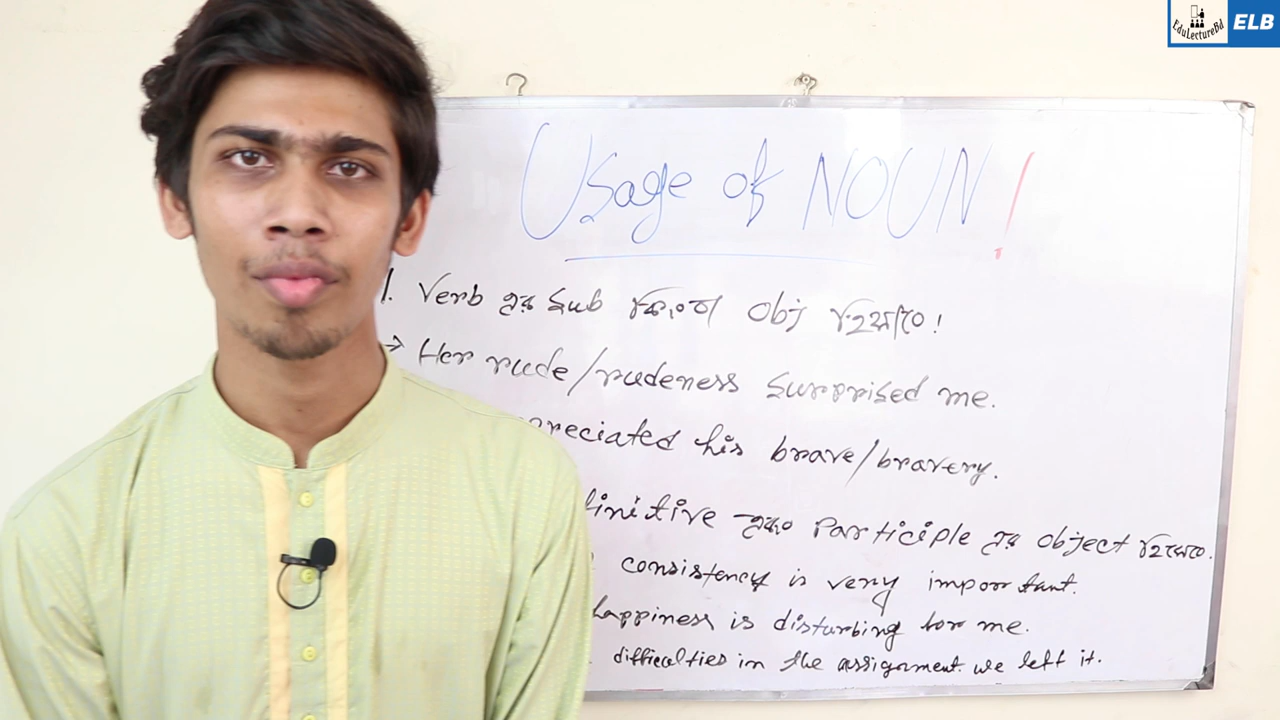 EduLectureBd
ELB
Usage of NOUN!
1. Verb এর Sub কিংবা Obj হিসাবে!
→ Her rude/rudeness surprised me.
preciated his brave/bravery.
finitive এবং Participle এর object হিসেবে.
consistency is very important.
happiness is disturbing for me.
difficulties in the assignment. we left it.